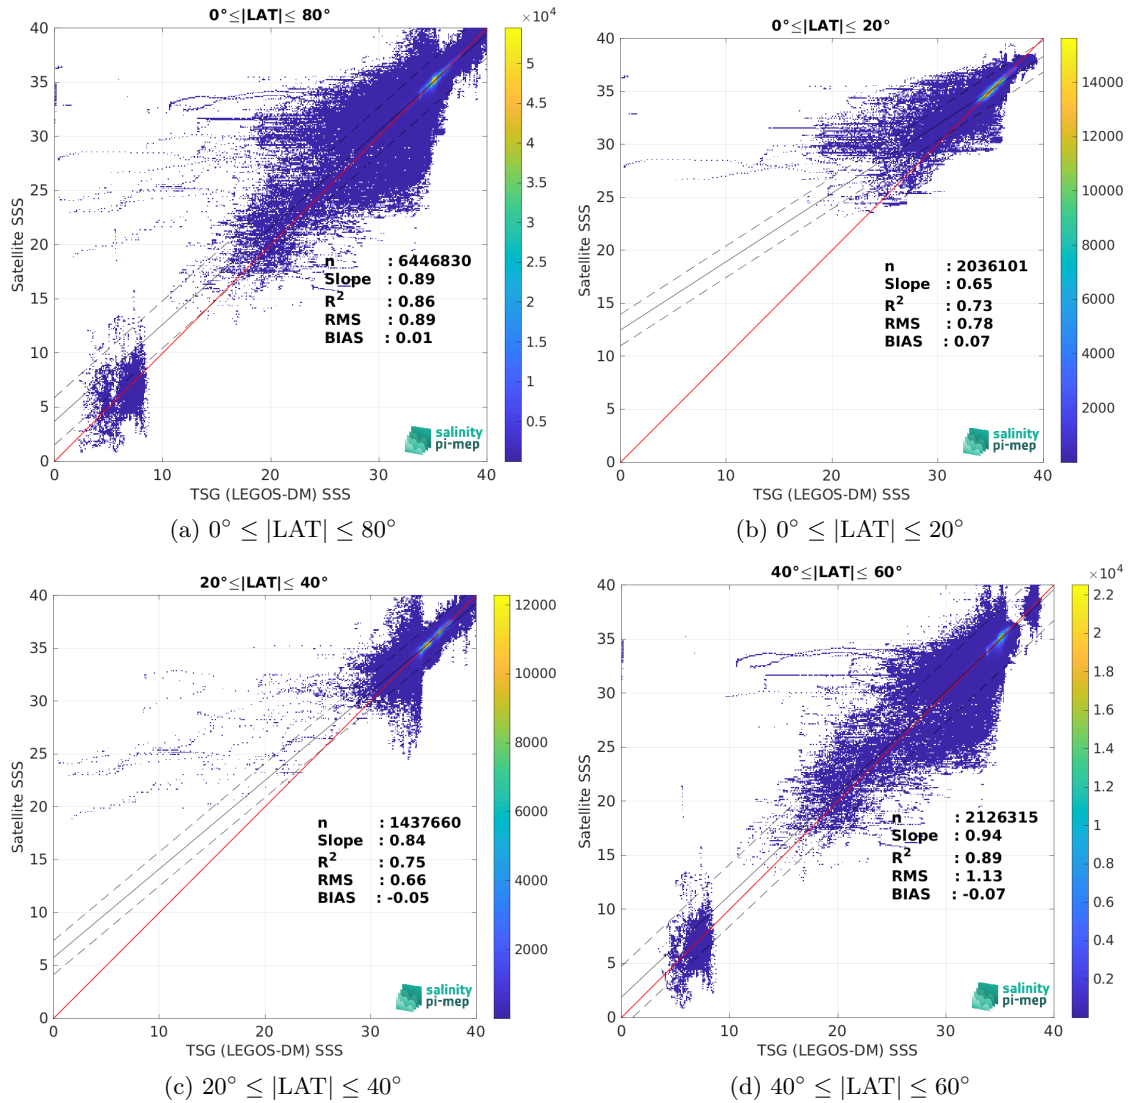 0°≤|LAT|≤ 80°
×10⁴
40
35
30
25
20
15
10
5
0
Satellite SSS
n : 6446830
Slope : 0.89
R² : 0.86
RMS : 0.89
BIAS : 0.01
salinity
pi-mep
0 10 20 30 40
TSG (LEGOS-DM) SSS
5
4.5
4
3.5
3
2.5
2
1.5
1
0.5
(a) 0° ≤ |LAT| ≤ 80°
0°≤|LAT|≤ 20°
40
35
30
25
20
15
10
5
0
Satellite SSS
n : 2036101
Slope : 0.65
R² : 0.73
RMS : 0.78
BIAS : 0.07
salinity
pi-mep
0 10 20 30 40
TSG (LEGOS-DM) SSS
14000
12000
10000
8000
6000
4000
2000
(b) 0° ≤ |LAT| ≤ 20°
20°≤|LAT|≤ 40°
40
35
30
25
20
15
10
5
0
Satellite SSS
n : 1437660
Slope : 0.84
R² : 0.75
RMS : 0.66
BIAS : -0.05
salinity
pi-mep
0 10 20 30 40
TSG (LEGOS-DM) SSS
12000
10000
8000
6000
4000
2000
(c) 20° ≤ |LAT| ≤ 40°
40°≤|LAT|≤ 60°
×10⁴
40
35
30
25
20
15
10
5
0
Satellite SSS
n : 2126315
Slope : 0.94
R² : 0.89
RMS : 1.13
BIAS : -0.07
salinity
pi-mep
0 10 20 30 40
TSG (LEGOS-DM) SSS
2.2
2
1.8
1.6
1.4
1.2
1
0.8
0.6
0.4
0.2
(d) 40° ≤ |LAT| ≤ 60°